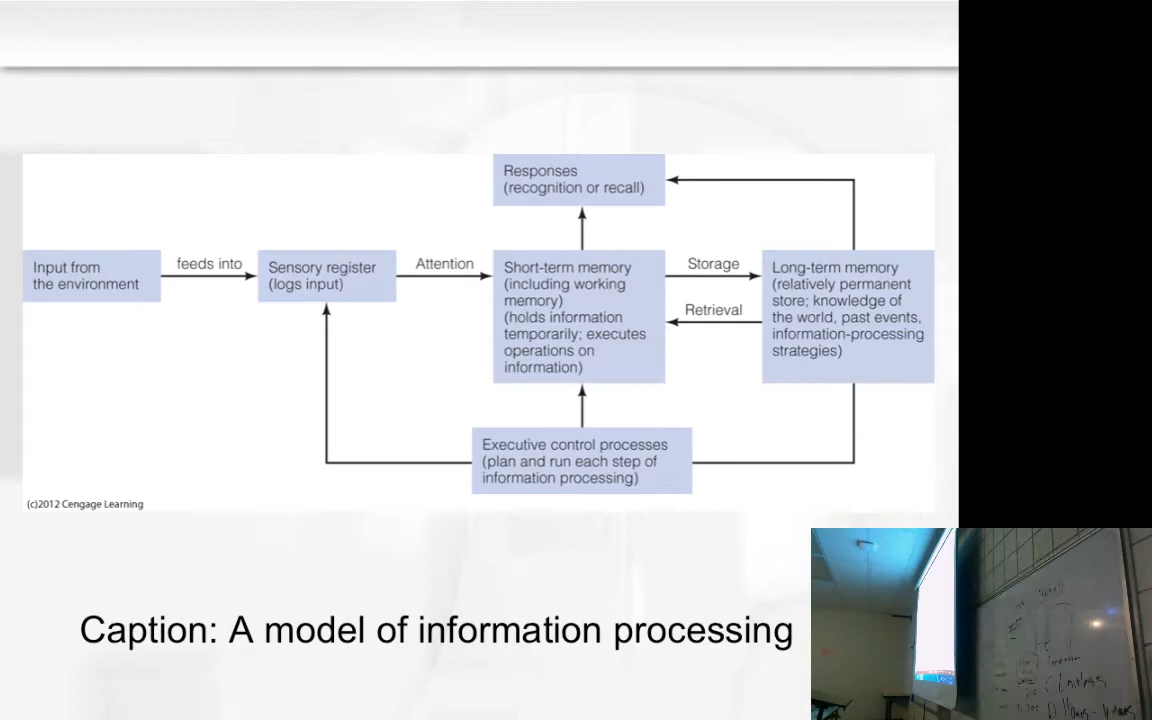 Responses
(recognition or recall)
Input from
the environment
feeds into
Sensory register
(logs input)
Attention
Short-term memory
(including working
memory)
(holds information
temporarily; executes
operations on
information)
Storage
Retrieval
Long-term memory
(relatively permanent
store; knowledge of
the world, past events,
information-processing
strategies)
Executive control processes
(plan and run each step of
information processing)
(c)2012 Cengage Learning
Caption: A model of information processing